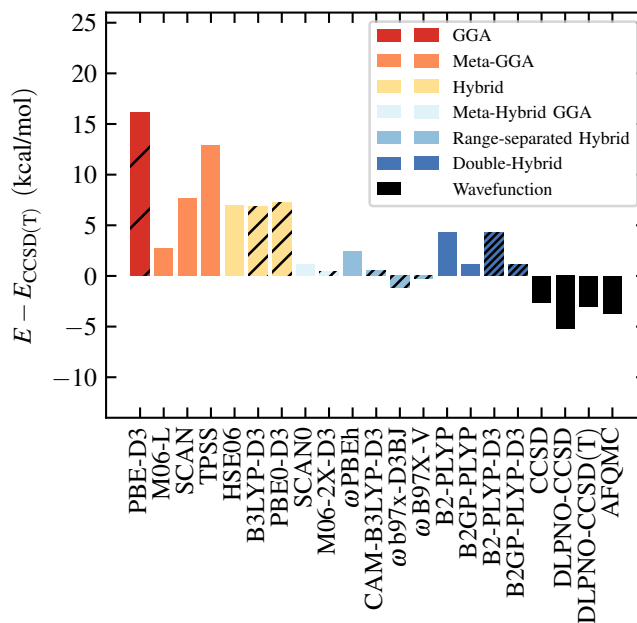 E − E_CCSD(T) (kcal/mol)
25
20
15
10
5
0
−5
−10
GGA
Meta-GGA
Hybrid
Meta-Hybrid GGA
Range-separated Hybrid
Double-Hybrid
Wavefunction
PBE-D3
M06-L
SCAN
TPSS
HSE06
B3LYP-D3
PBE0-D3
SCAN0
M06-2X-D3
ωPBEh
CAM-B3LYP-D3
ωb97x-D3BJ
ωB97X-V
B2-PLYP
B2GP-PLYP
B2-PLYP-D3
B2GP-PLYP-D3
CCSD
DLPNO-CCSD
DLPNO-CCSD(T)
AFQMC